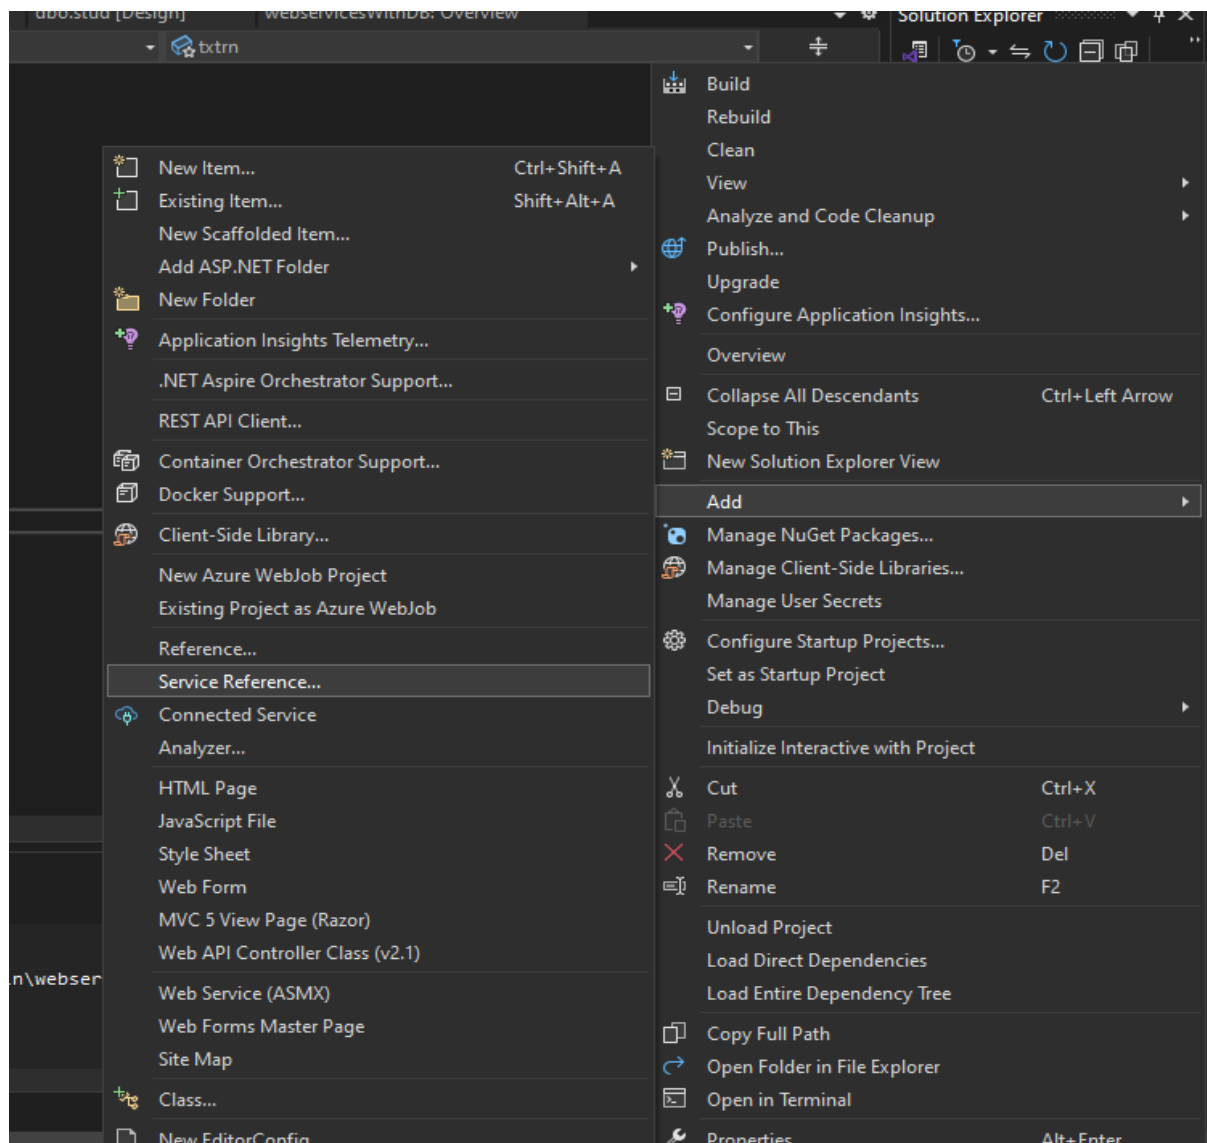 dbo.stud [Design]
webservicesWithDB: Overview
Solution Explorer
txtrn
Build
Rebuild
Clean
View
Analyze and Code Cleanup
Publish...
Upgrade
Configure Application Insights...
Overview
Collapse All Descendants Ctrl+Left Arrow
Scope to This
New Solution Explorer View
Add
Manage NuGet Packages...
Manage Client-Side Libraries...
Manage User Secrets
Configure Startup Projects...
Set as Startup Project
Debug
Initialize Interactive with Project
Cut Ctrl+X
Paste Ctrl+V
Remove Del
Rename F2
Unload Project
Load Direct Dependencies
Load Entire Dependency Tree
Copy Full Path
Open Folder in File Explorer
Open in Terminal
Properties Alt+Enter
New Item... Ctrl+Shift+A
Existing Item... Shift+Alt+A
New Scaffolded Item...
Add ASP.NET Folder
New Folder
Application Insights Telemetry...
.NET Aspire Orchestrator Support...
REST API Client...
Container Orchestrator Support...
Docker Support...
Client-Side Library...
New Azure WebJob Project
Existing Project as Azure WebJob
Reference...
Service Reference...
Connected Service
Analyzer...
HTML Page
JavaScript File
Style Sheet
Web Form
MVC 5 View Page (Razor)
Web API Controller Class (v2.1)
Web Service (ASMX)
Web Forms Master Page
Site Map
Class...
New EditorConfig
n\webser